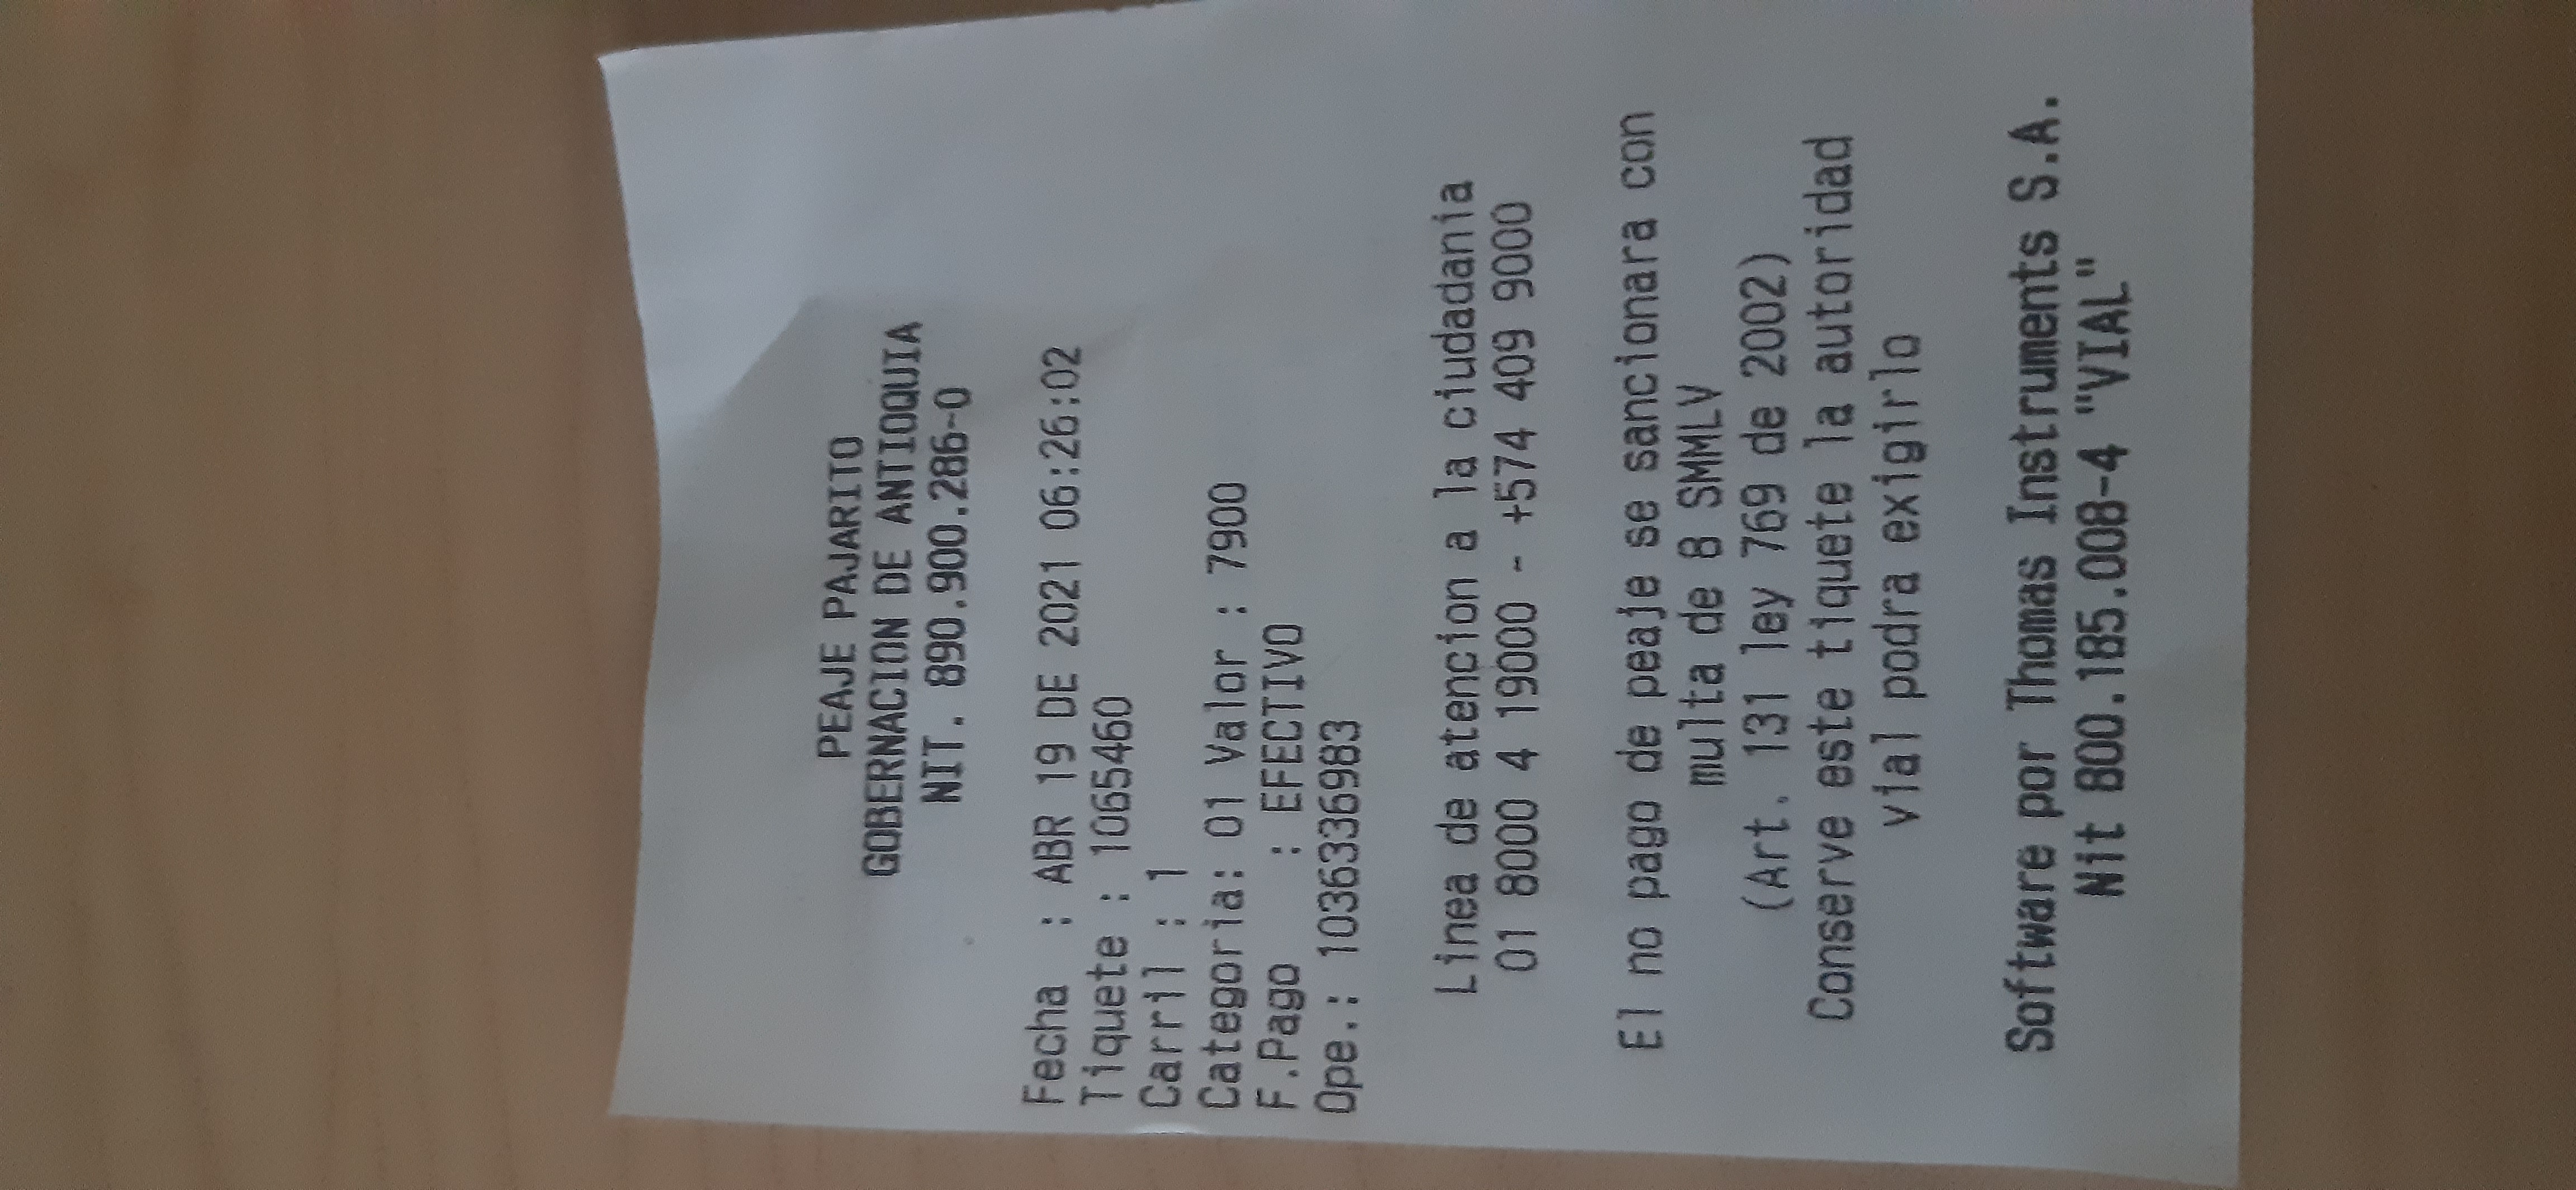 PEAJE PAJARITO
GOBERNACION DE ANTIOQUIA
NIT. 890.900.286-0
Fecha : ABR 19 DE 2021 06:26:02
Tiquete : 1065460
Carril : 1
Categoria: 01 Valor : 7900
F.Pago : EFECTIVO
Ope.: 1036336983
Linea de atencion a la ciudadania
01 8000 4 19000 - +574 409 9000
El no pago de peaje se sancionara con
multa de 8 SMMLV
(Art. 131 ley 769 de 2002)
Conserve este tiquete la autoridad
vial podra exigirlo
Software por Thomas Instruments S.A.
Nit 800.185.008-4 "VIAL"